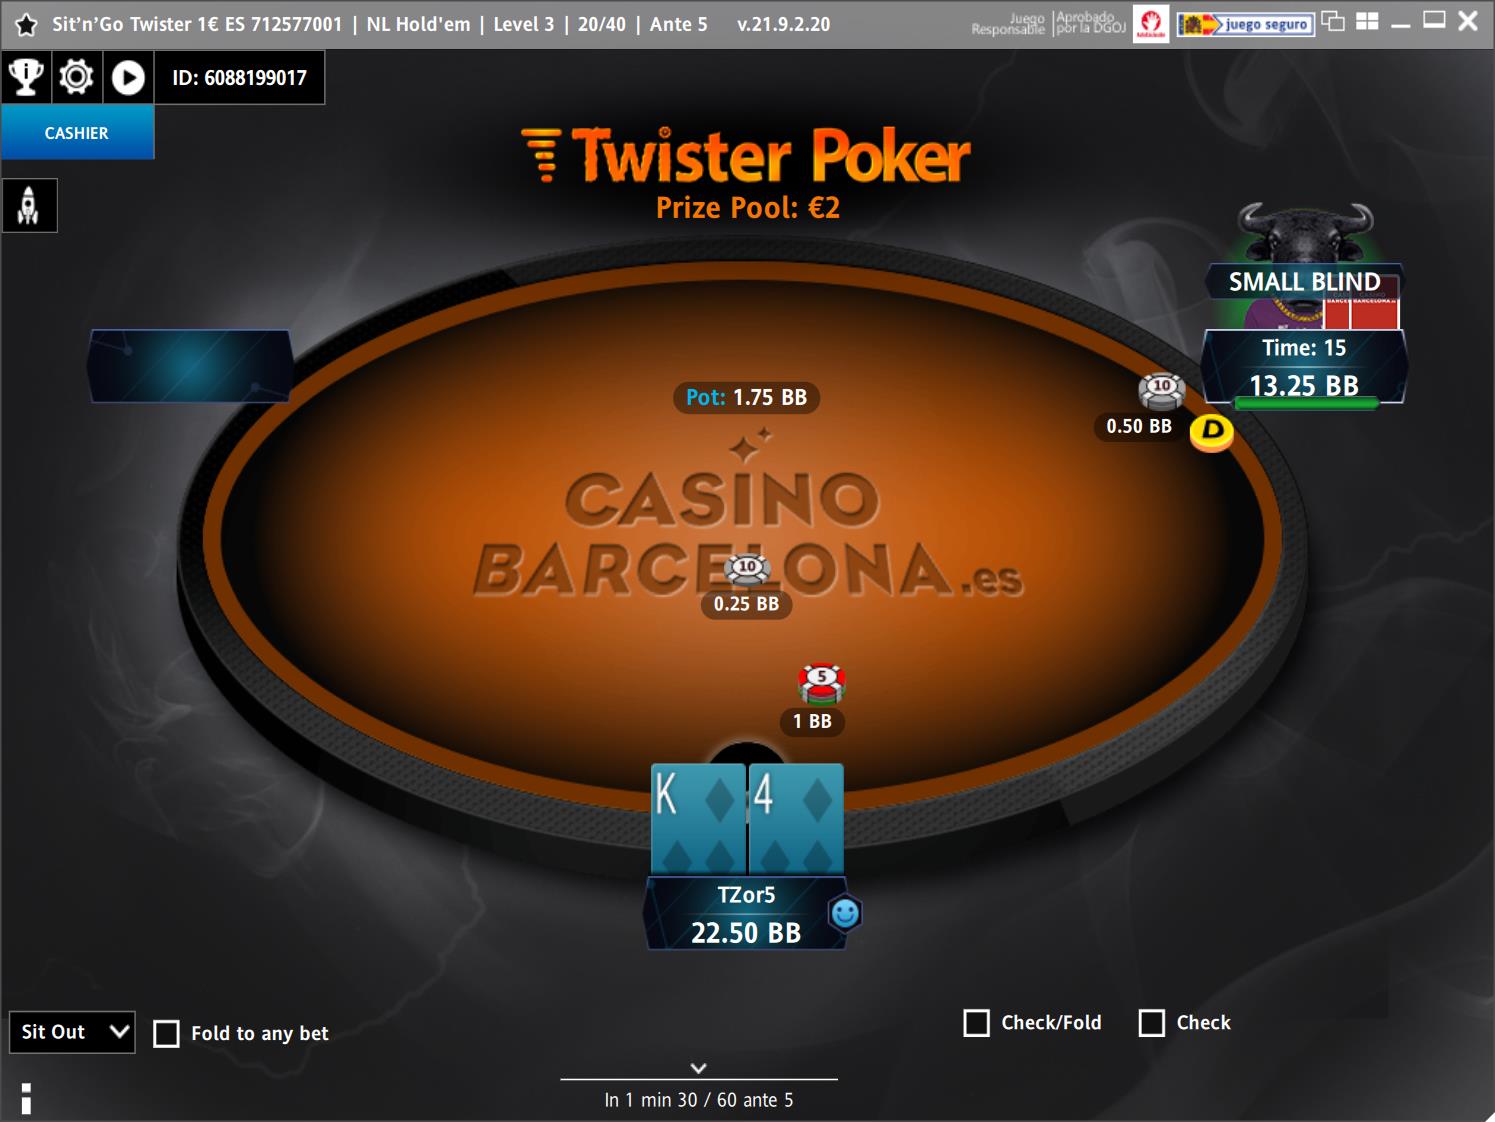 Sit'n'Go Twister 1€ ES 712577001 | NL Hold'em | Level 3 | 20/40 | Ante 5 v.21.9.2.20
Juego Responsable
Aprobado por la DGOJ
juego seguro
ID: 6088199017
CASHIER
Twister Poker
Prize Pool: €2
SMALL BLIND
Time: 15
13.25 BB
Pot: 1.75 BB
10
0.50 BB
D
CASINO
BARCELONA.es
10
0.25 BB
5
1 BB
K 4
TZor5
22.50 BB
Sit Out
Fold to any bet
Check/Fold
Check
In 1 min 30 / 60 ante 5